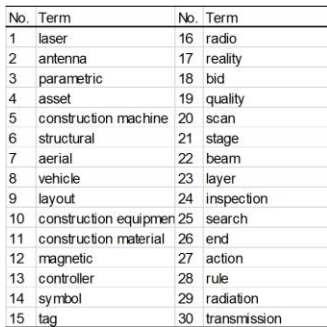 No. Term No. Term
1 laser 16 radio
2 antenna 17 reality
3 parametric 18 bid
4 asset 19 quality
5 construction machine 20 scan
6 structural 21 stage
7 aerial 22 beam
8 vehicle 23 layer
9 layout 24 inspection
10 construction equipmen 25 search
11 construction material 26 end
12 magnetic 27 action
13 controller 28 rule
14 symbol 29 radiation
15 tag 30 transmission